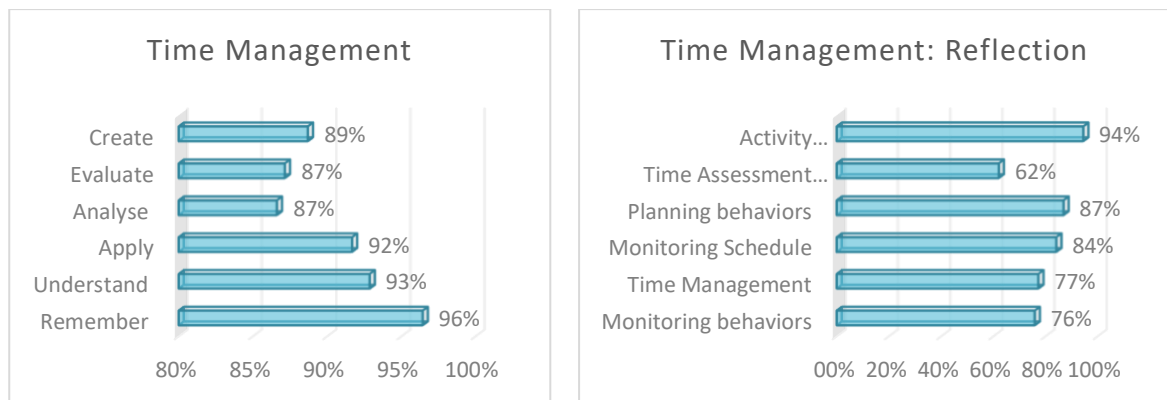 Time Management
Create 89%
Evaluate 87%
Analyse 87%
Apply 92%
Understand 93%
Remember 96%
80% 85% 90% 95% 100%
Time Management: Reflection
Activity... 94%
Time Assessment... 62%
Planning behaviors 87%
Monitoring Schedule 84%
Time Management 77%
Monitoring behaviors 76%
00% 20% 40% 60% 80% 100%